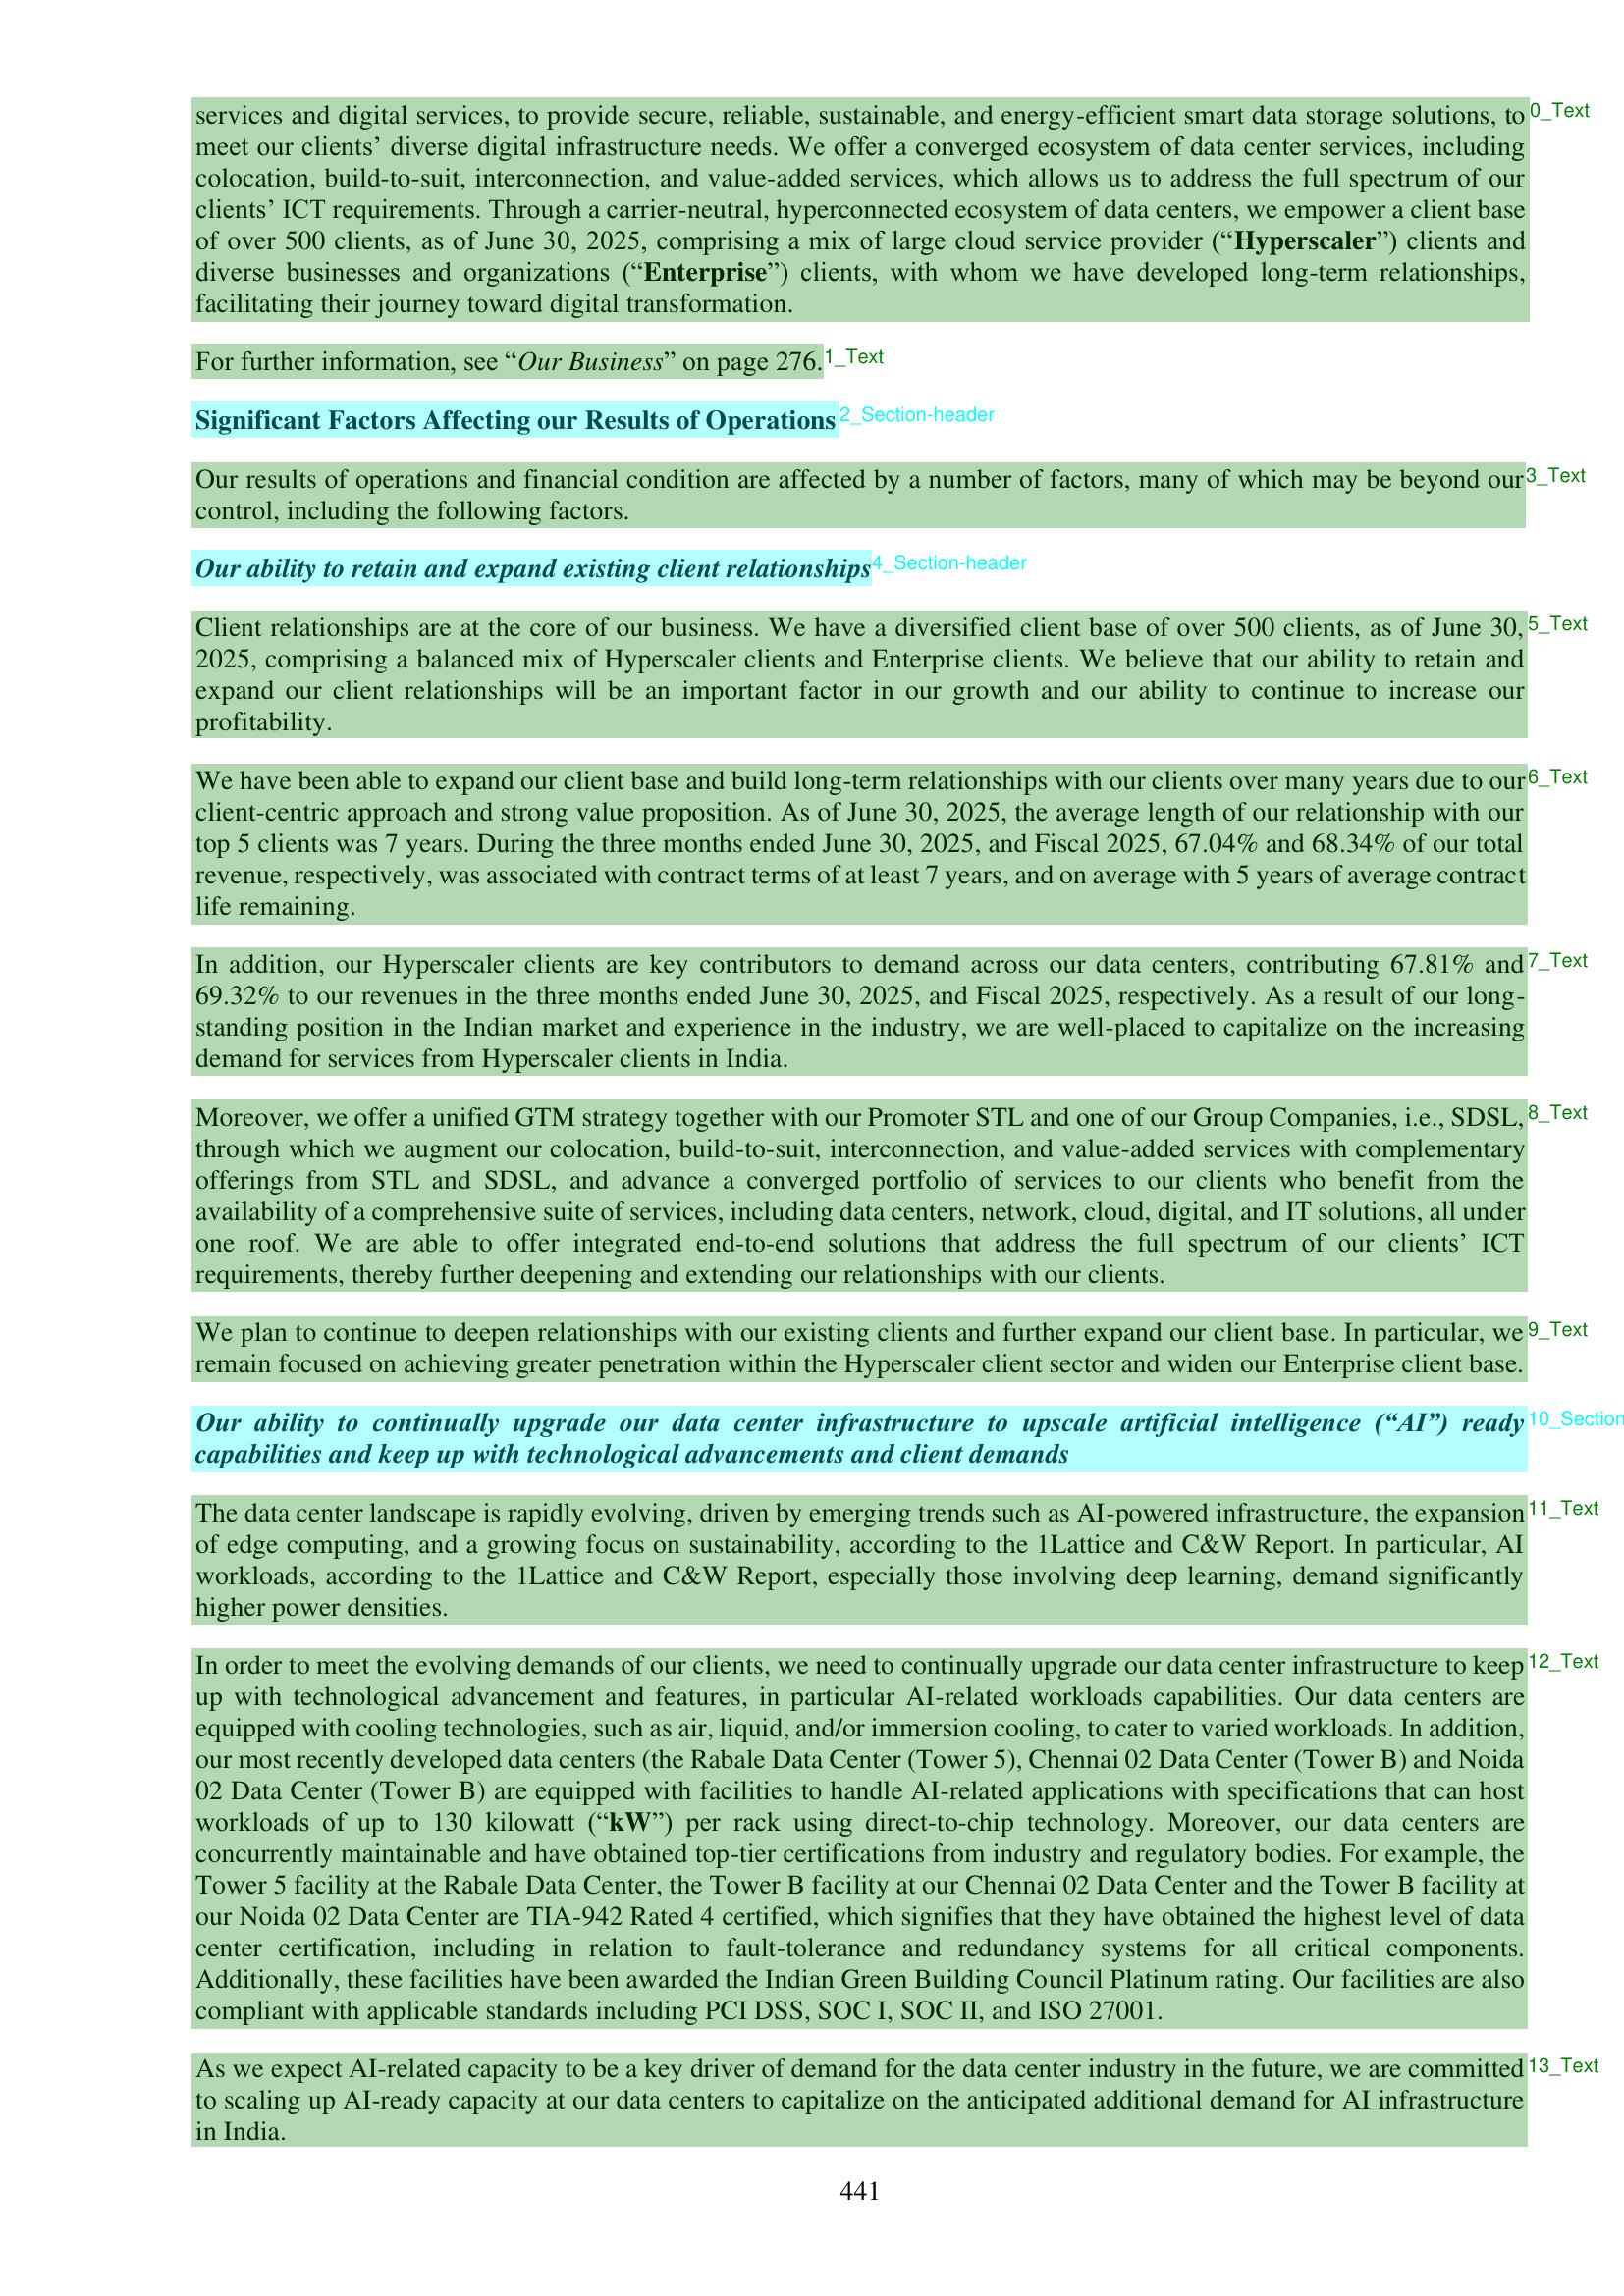 services and digital services, to provide secure, reliable, sustainable, and energy-efficient smart data storage solutions, to
0_Text
meet our clients’ diverse digital infrastructure needs. We offer a converged ecosystem of data center services, including
colocation, build-to-suit, interconnection, and value-added services, which allows us to address the full spectrum of our
clients’ ICT requirements. Through a carrier-neutral, hyperconnected ecosystem of data centers, we empower a client base
of over 500 clients, as of June 30, 2025, comprising a mix of large cloud service provider (“Hyperscaler”) clients and
diverse businesses and organizations (“Enterprise”) clients, with whom we have developed long-term relationships,
facilitating their journey toward digital transformation.
For further information, see “Our Business” on page 276.
1_Text
Significant Factors Affecting our Results of Operations
2_Section-header
Our results of operations and financial condition are affected by a number of factors, many of which may be beyond our
3_Text
control, including the following factors.
Our ability to retain and expand existing client relationships
4_Section-header
Client relationships are at the core of our business. We have a diversified client base of over 500 clients, as of June 30,
5_Text
2025, comprising a balanced mix of Hyperscaler clients and Enterprise clients. We believe that our ability to retain and
expand our client relationships will be an important factor in our growth and our ability to continue to increase our
profitability.
We have been able to expand our client base and build long-term relationships with our clients over many years due to our
6_Text
client-centric approach and strong value proposition. As of June 30, 2025, the average length of our relationship with our
top 5 clients was 7 years. During the three months ended June 30, 2025, and Fiscal 2025, 67.04% and 68.34% of our total
revenue, respectively, was associated with contract terms of at least 7 years, and on average with 5 years of average contract
life remaining.
In addition, our Hyperscaler clients are key contributors to demand across our data centers, contributing 67.81% and
7_Text
69.32% to our revenues in the three months ended June 30, 2025, and Fiscal 2025, respectively. As a result of our long-
standing position in the Indian market and experience in the industry, we are well-placed to capitalize on the increasing
demand for services from Hyperscaler clients in India.
Moreover, we offer a unified GTM strategy together with our Promoter STL and one of our Group Companies, i.e., SDSL,
8_Text
through which we augment our colocation, build-to-suit, interconnection, and value-added services with complementary
offerings from STL and SDSL, and advance a converged portfolio of services to our clients who benefit from the
availability of a comprehensive suite of services, including data centers, network, cloud, digital, and IT solutions, all under
one roof. We are able to offer integrated end-to-end solutions that address the full spectrum of our clients’ ICT
requirements, thereby further deepening and extending our relationships with our clients.
We plan to continue to deepen relationships with our existing clients and further expand our client base. In particular, we
9_Text
remain focused on achieving greater penetration within the Hyperscaler client sector and widen our Enterprise client base.
Our ability to continually upgrade our data center infrastructure to upscale artificial intelligence (“AI”) ready
10_Section
capabilities and keep up with technological advancements and client demands
The data center landscape is rapidly evolving, driven by emerging trends such as AI-powered infrastructure, the expansion
11_Text
of edge computing, and a growing focus on sustainability, according to the 1Lattice and C&W Report. In particular, AI
workloads, according to the 1Lattice and C&W Report, especially those involving deep learning, demand significantly
higher power densities.
In order to meet the evolving demands of our clients, we need to continually upgrade our data center infrastructure to keep
12_Text
up with technological advancement and features, in particular AI-related workloads capabilities. Our data centers are
equipped with cooling technologies, such as air, liquid, and/or immersion cooling, to cater to varied workloads. In addition,
our most recently developed data centers (the Rabale Data Center (Tower 5), Chennai 02 Data Center (Tower B) and Noida
02 Data Center (Tower B) are equipped with facilities to handle AI-related applications with specifications that can host
workloads of up to 130 kilowatt (“kW”) per rack using direct-to-chip technology. Moreover, our data centers are
concurrently maintainable and have obtained top-tier certifications from industry and regulatory bodies. For example, the
Tower 5 facility at the Rabale Data Center, the Tower B facility at our Chennai 02 Data Center and the Tower B facility at
our Noida 02 Data Center are TIA-942 Rated 4 certified, which signifies that they have obtained the highest level of data
center certification, including in relation to fault-tolerance and redundancy systems for all critical components.
Additionally, these facilities have been awarded the Indian Green Building Council Platinum rating. Our facilities are also
compliant with applicable standards including PCI DSS, SOC I, SOC II, and ISO 27001.
As we expect AI-related capacity to be a key driver of demand for the data center industry in the future, we are committed
13_Text
to scaling up AI-ready capacity at our data centers to capitalize on the anticipated additional demand for AI infrastructure
in India.
441